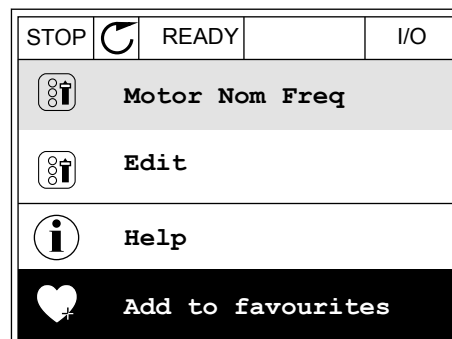 STOP READY I/O
Motor Nom Freq
Edit
Help
Add to favourites